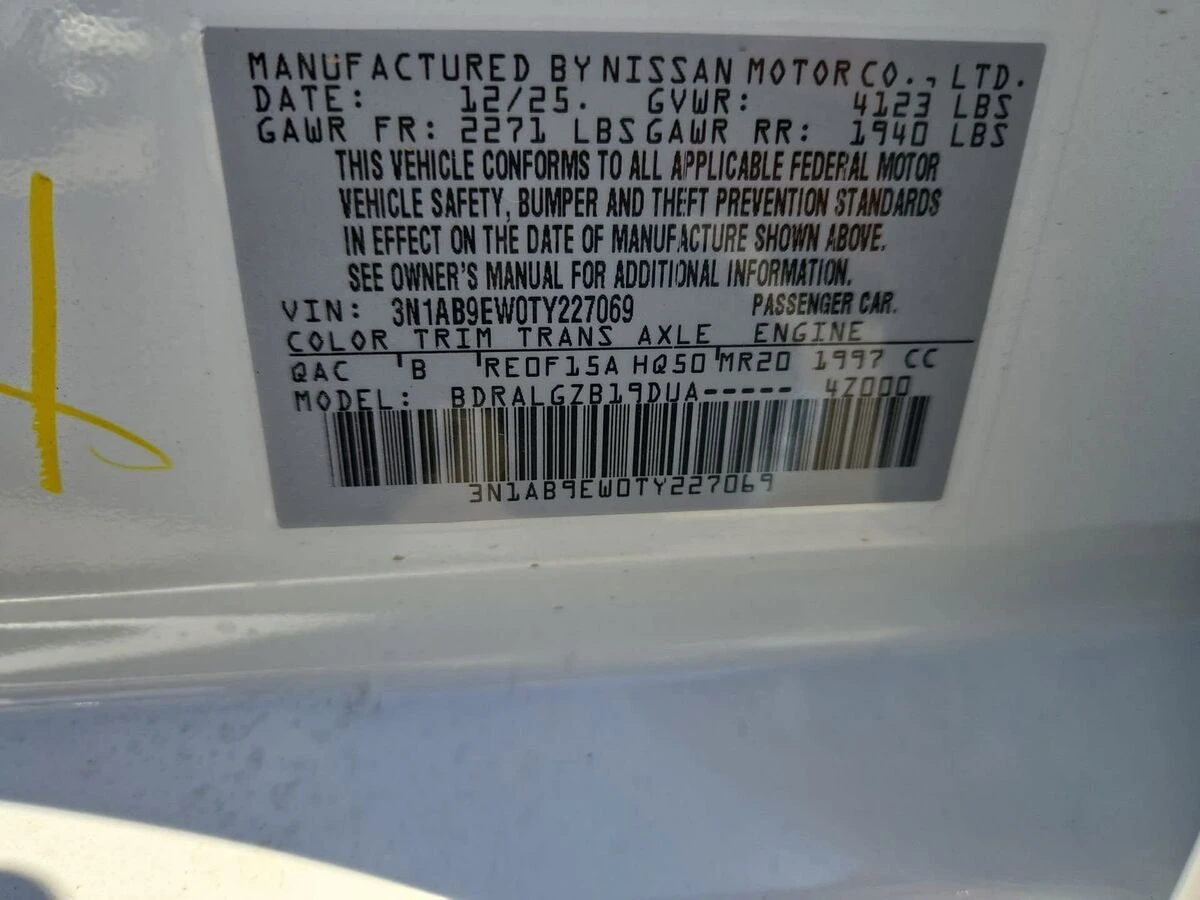 MANUFACTURED BY NISSAN MOTOR CO., LTD.
DATE: 12/25. GVWR: 4123 LBS
GAWR FR: 2271 LBS GAWR RR: 1940 LBS
THIS VEHICLE CONFORMS TO ALL APPLICABLE FEDERAL MOTOR
VEHICLE SAFETY, BUMPER AND THEFT PREVENTION STANDARDS
IN EFFECT ON THE DATE OF MANUFACTURE SHOWN ABOVE.
SEE OWNER'S MANUAL FOR ADDITIONAL INFORMATION.
VIN: 3N1AB9EW0TY227069 PASSENGER CAR.
COLOR TRIM TRANS AXLE ENGINE
QAC 'B 'RE0F15A HQ50 'MR20 1997 CC
MODEL: BDRALGZB19DUA----- 4Z000
3N1AB9EW0TY227069